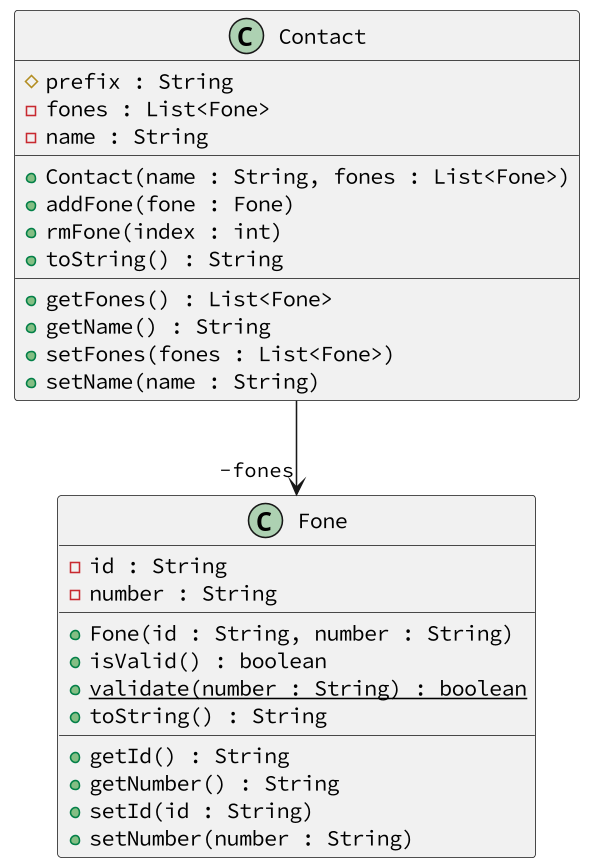 C Contact
prefix : String
fones : List<Fone>
name : String
Contact(name : String, fones : List<Fone>)
addFone(fone : Fone)
rmFone(index : int)
toString() : String
getFones() : List<Fone>
getName() : String
setFones(fones : List<Fone>)
setName(name : String)
-fones
C Fone
id : String
number : String
Fone(id : String, number : String)
isValid() : boolean
validate(number : String) : boolean
toString() : String
getId() : String
getNumber() : String
setId(id : String)
setNumber(number : String)